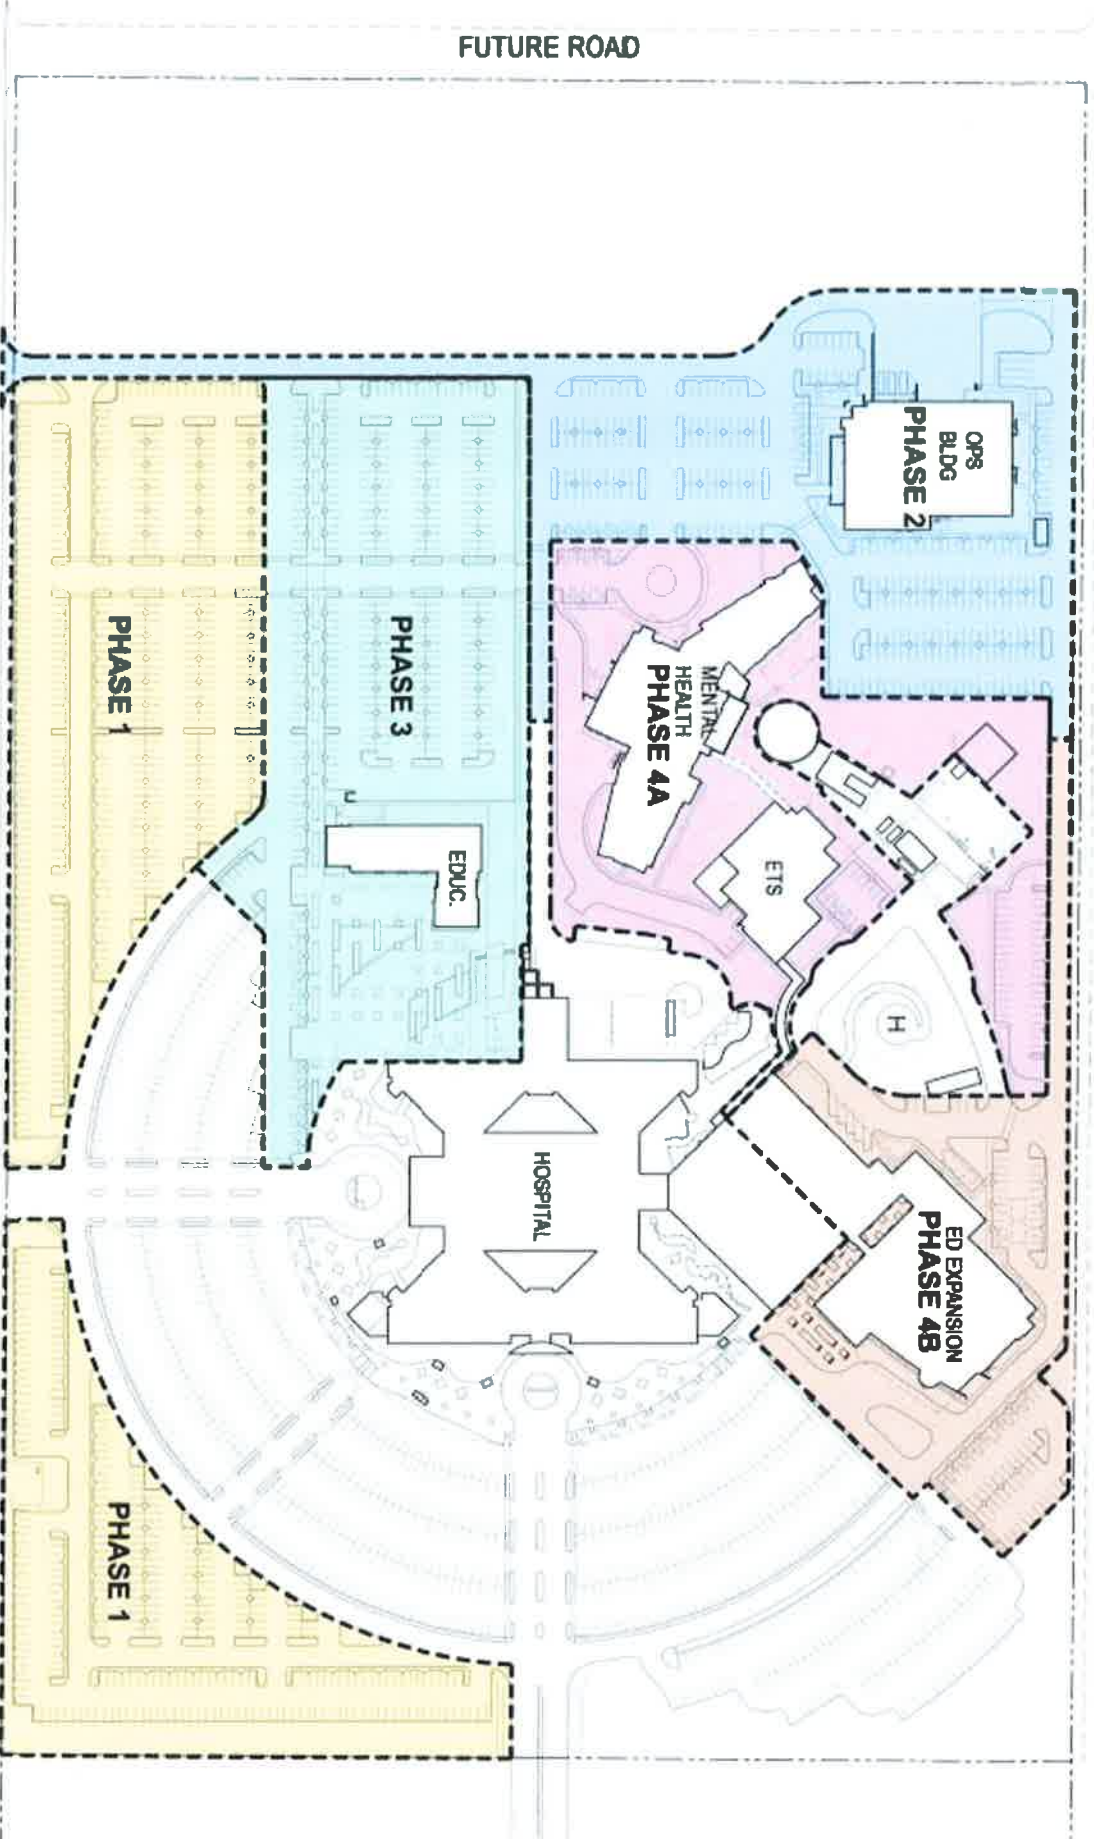 FUTURE ROAD
OPS
BLDG
PHASE 2
PHASE 1
PHASE 3
MENTAL
HEALTH
PHASE 4A
EDUC.
ETS
H
HOSPITAL
ED EXPANSION
PHASE 4B
PHASE 1